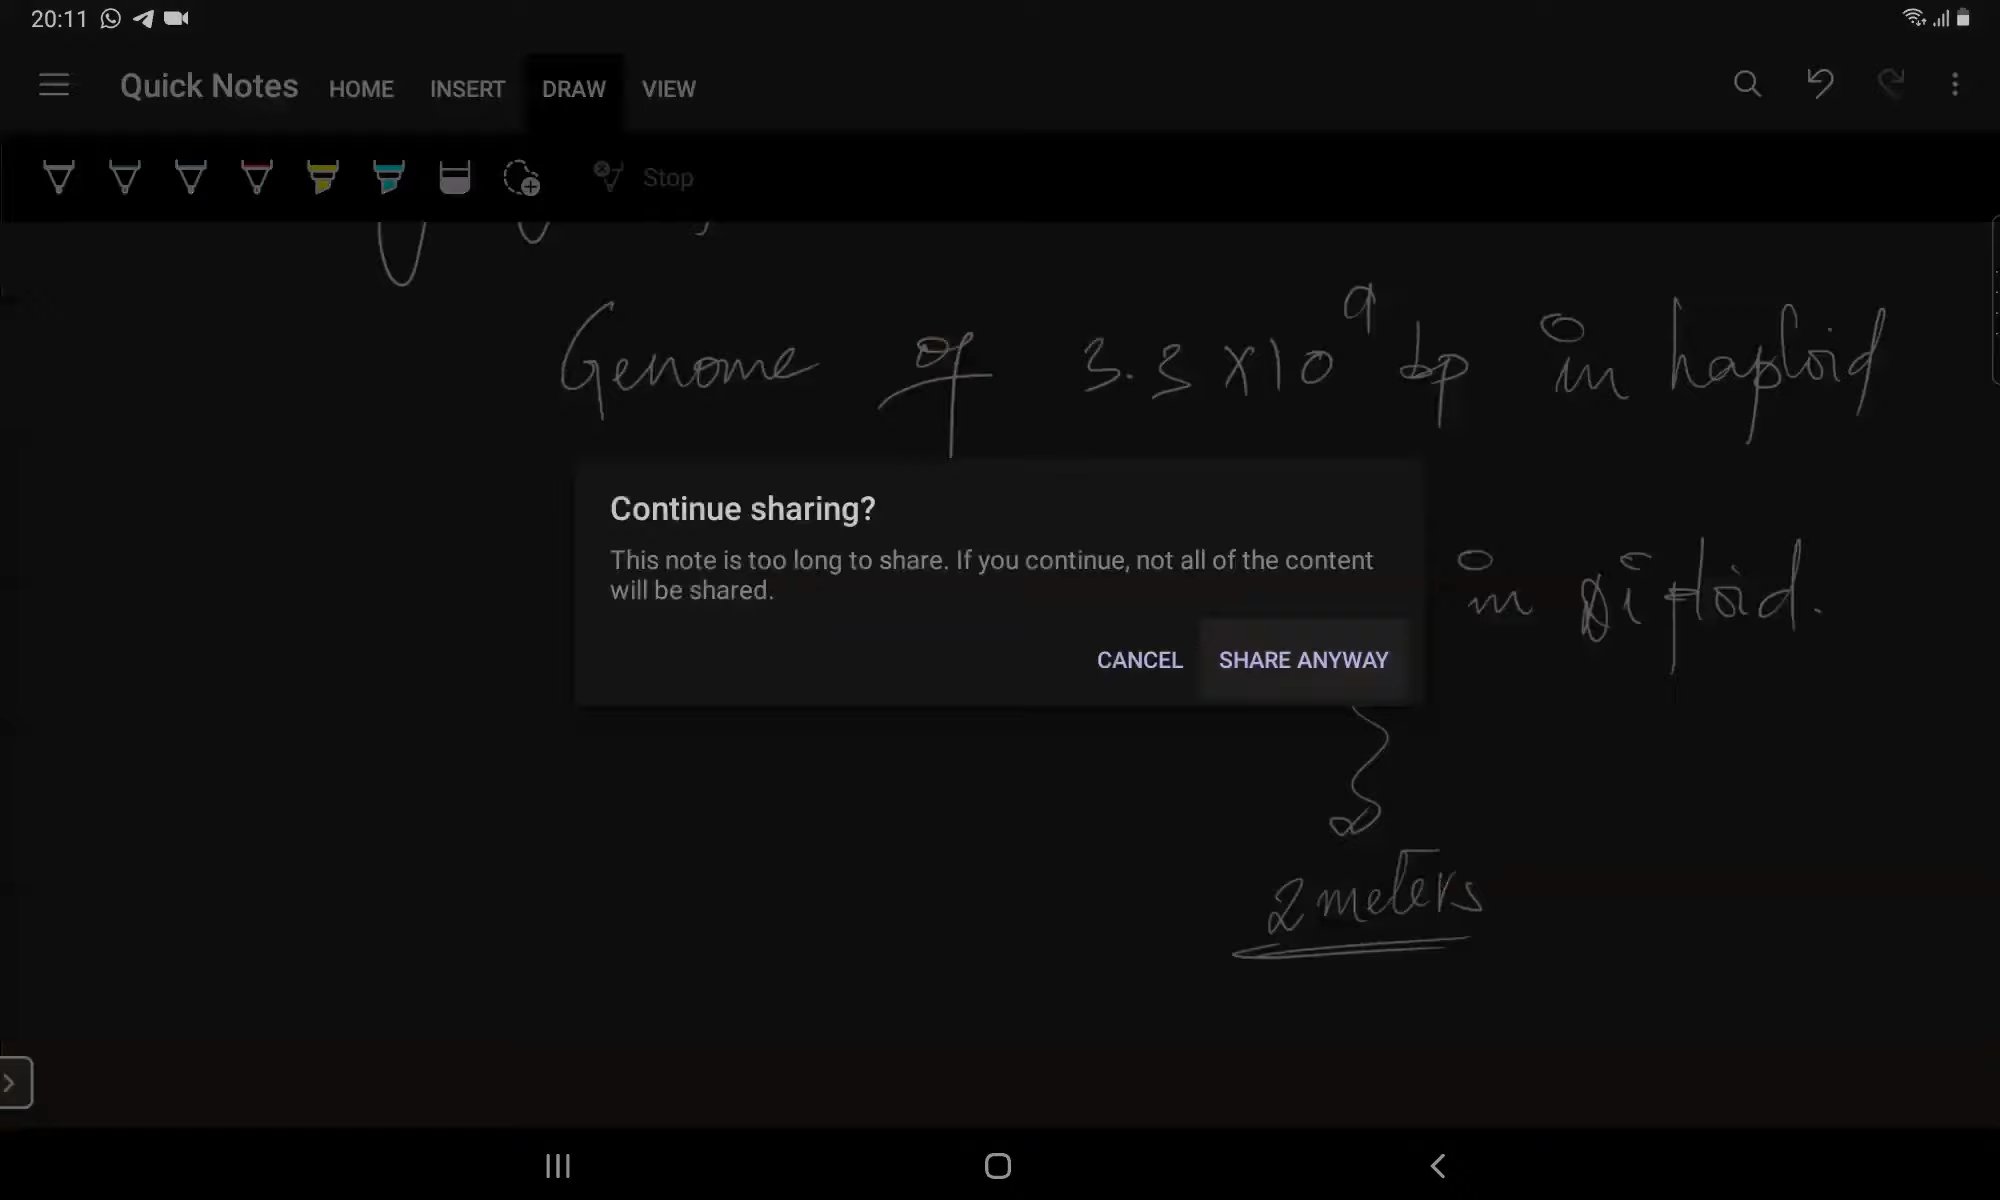 20:11
Quick Notes HOME INSERT DRAW VIEW
Stop
Genome of 3.3 x 10⁹ bp in haploid
Continue sharing?
This note is too long to share. If you continue, not all of the content
will be shared.
CANCEL SHARE ANYWAY
in Diploid.
2 meters